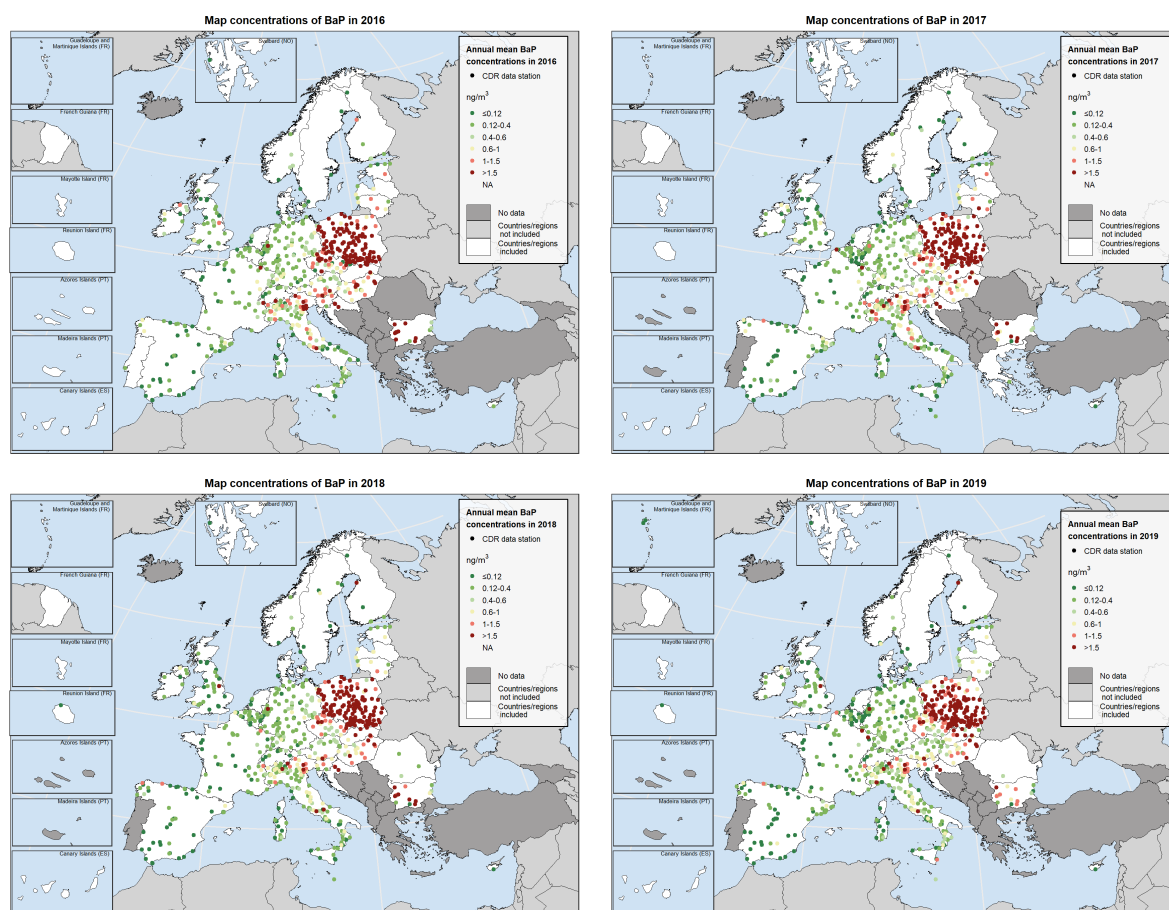 Map concentrations of BaP in 2016
Guadeloupe and
Martinique Islands (FR)
French Guiana (FR)
Mayotte Island (FR)
Reunion Island (FR)
Azores Islands (PT)
Madeira Islands (PT)
Canary Islands (ES)
Svalbard (NO)
Annual mean BaP
concentrations in 2016
CDR data station
ng/m³
≤0.12
0.12-0.4
0.4-0.6
0.6-1
1-1.5
>1.5
NA
No data
Countries/regions
not included
Countries/regions
included
Map concentrations of BaP in 2017
Guadeloupe and
Martinique Islands (FR)
French Guiana (FR)
Mayotte Island (FR)
Reunion Island (FR)
Azores Islands (PT)
Madeira Islands (PT)
Canary Islands (ES)
Svalbard (NO)
Annual mean BaP
concentrations in 2017
CDR data station
ng/m³
≤0.12
0.12-0.4
0.4-0.6
0.6-1
1-1.5
>1.5
NA
No data
Countries/regions
not included
Countries/regions
included
Map concentrations of BaP in 2018
Guadeloupe and
Martinique Islands (FR)
French Guiana (FR)
Mayotte Island (FR)
Reunion Island (FR)
Azores Islands (PT)
Madeira Islands (PT)
Canary Islands (ES)
Svalbard (NO)
Annual mean BaP
concentrations in 2018
CDR data station
ng/m³
≤0.12
0.12-0.4
0.4-0.6
0.6-1
1-1.5
>1.5
NA
No data
Countries/regions
not included
Countries/regions
included
Map concentrations of BaP in 2019
Guadeloupe and
Martinique Islands (FR)
French Guiana (FR)
Mayotte Island (FR)
Reunion Island (FR)
Azores Islands (PT)
Madeira Islands (PT)
Canary Islands (ES)
Svalbard (NO)
Annual mean BaP
concentrations in 2019
CDR data station
ng/m³
≤0.12
0.12-0.4
0.4-0.6
0.6-1
1-1.5
>1.5
No data
Countries/regions
not included
Countries/regions
included